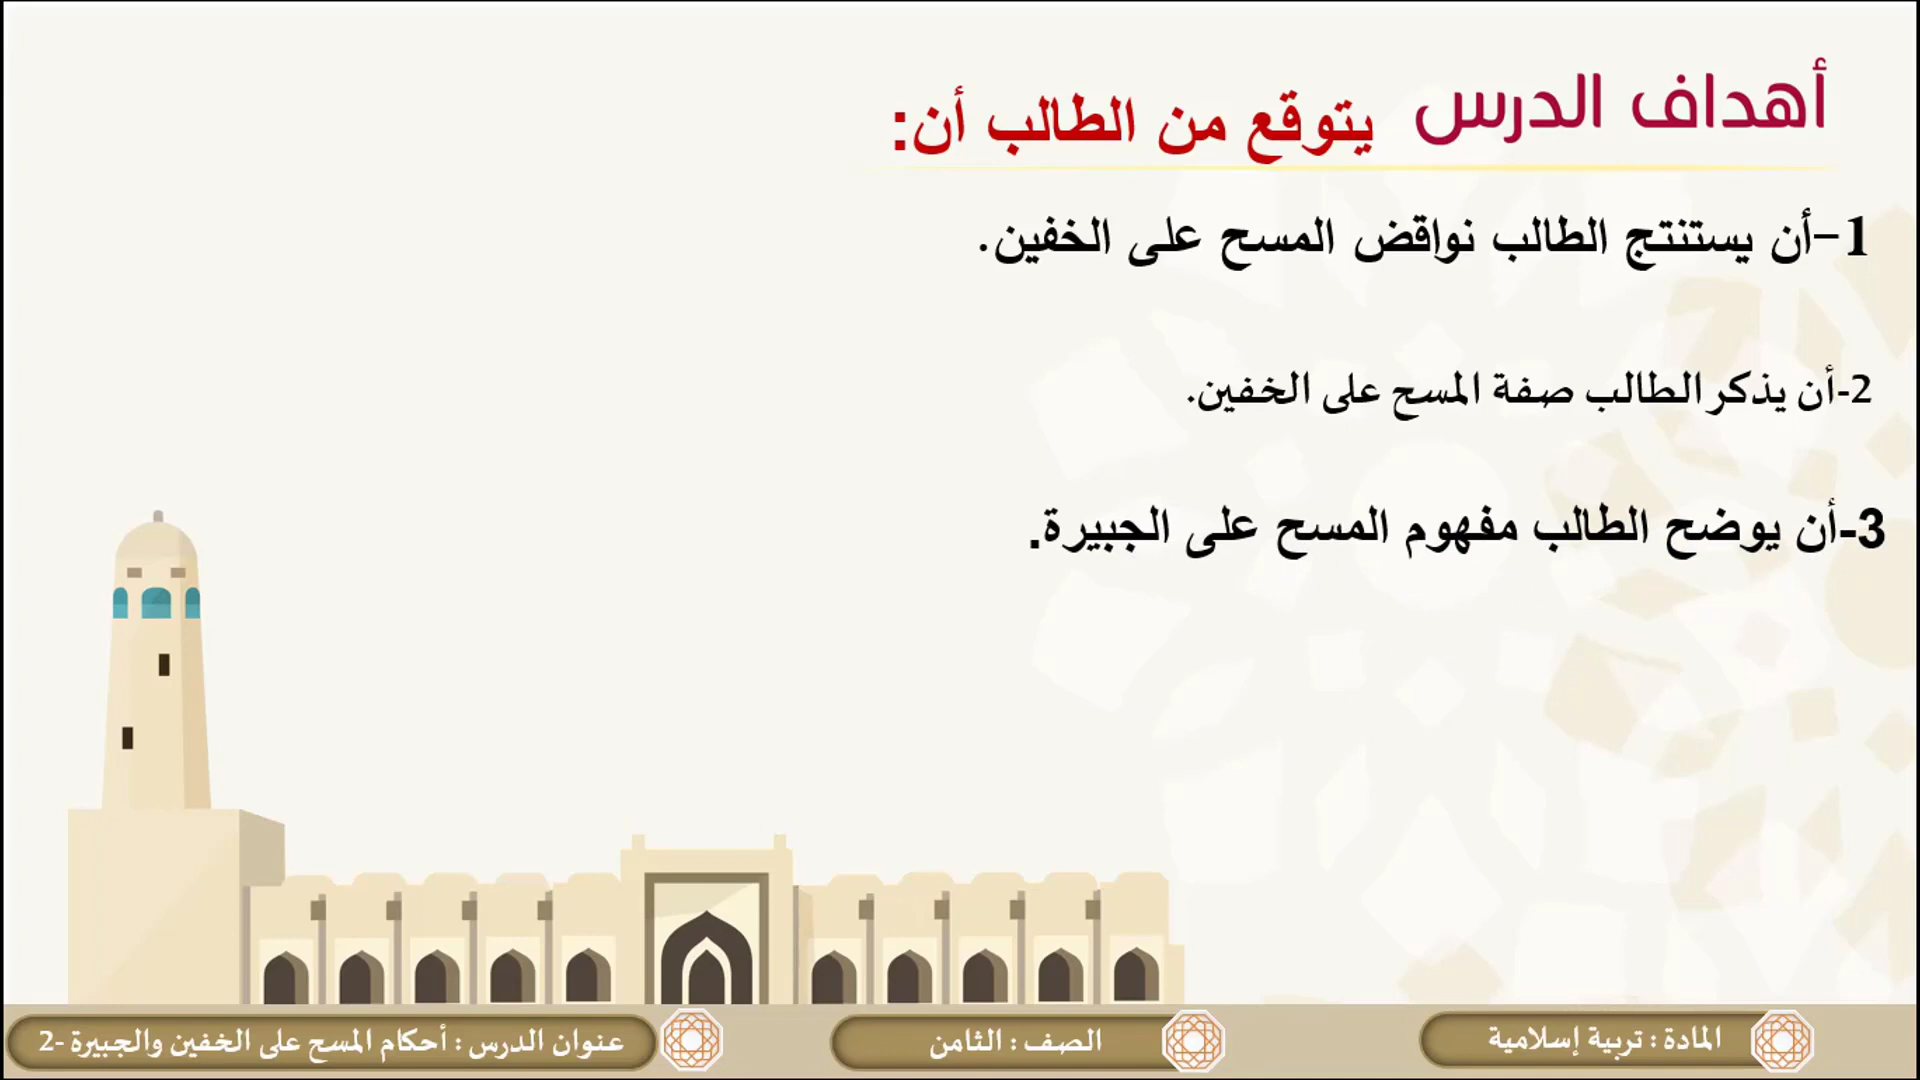 أهداف الدرس يتوقع من الطالب أن:
1-أن يستنتج الطالب نواقض المسح على الخفين.
2-أن يذكر الطالب صفة المسح على الخفين.
3-أن يوضح الطالب مفهوم المسح على الجبيرة.
المادة : تربية إسلامية
الصف : الثامن
عنوان الدرس : أحكام المسح على الخفين والجبيرة -2